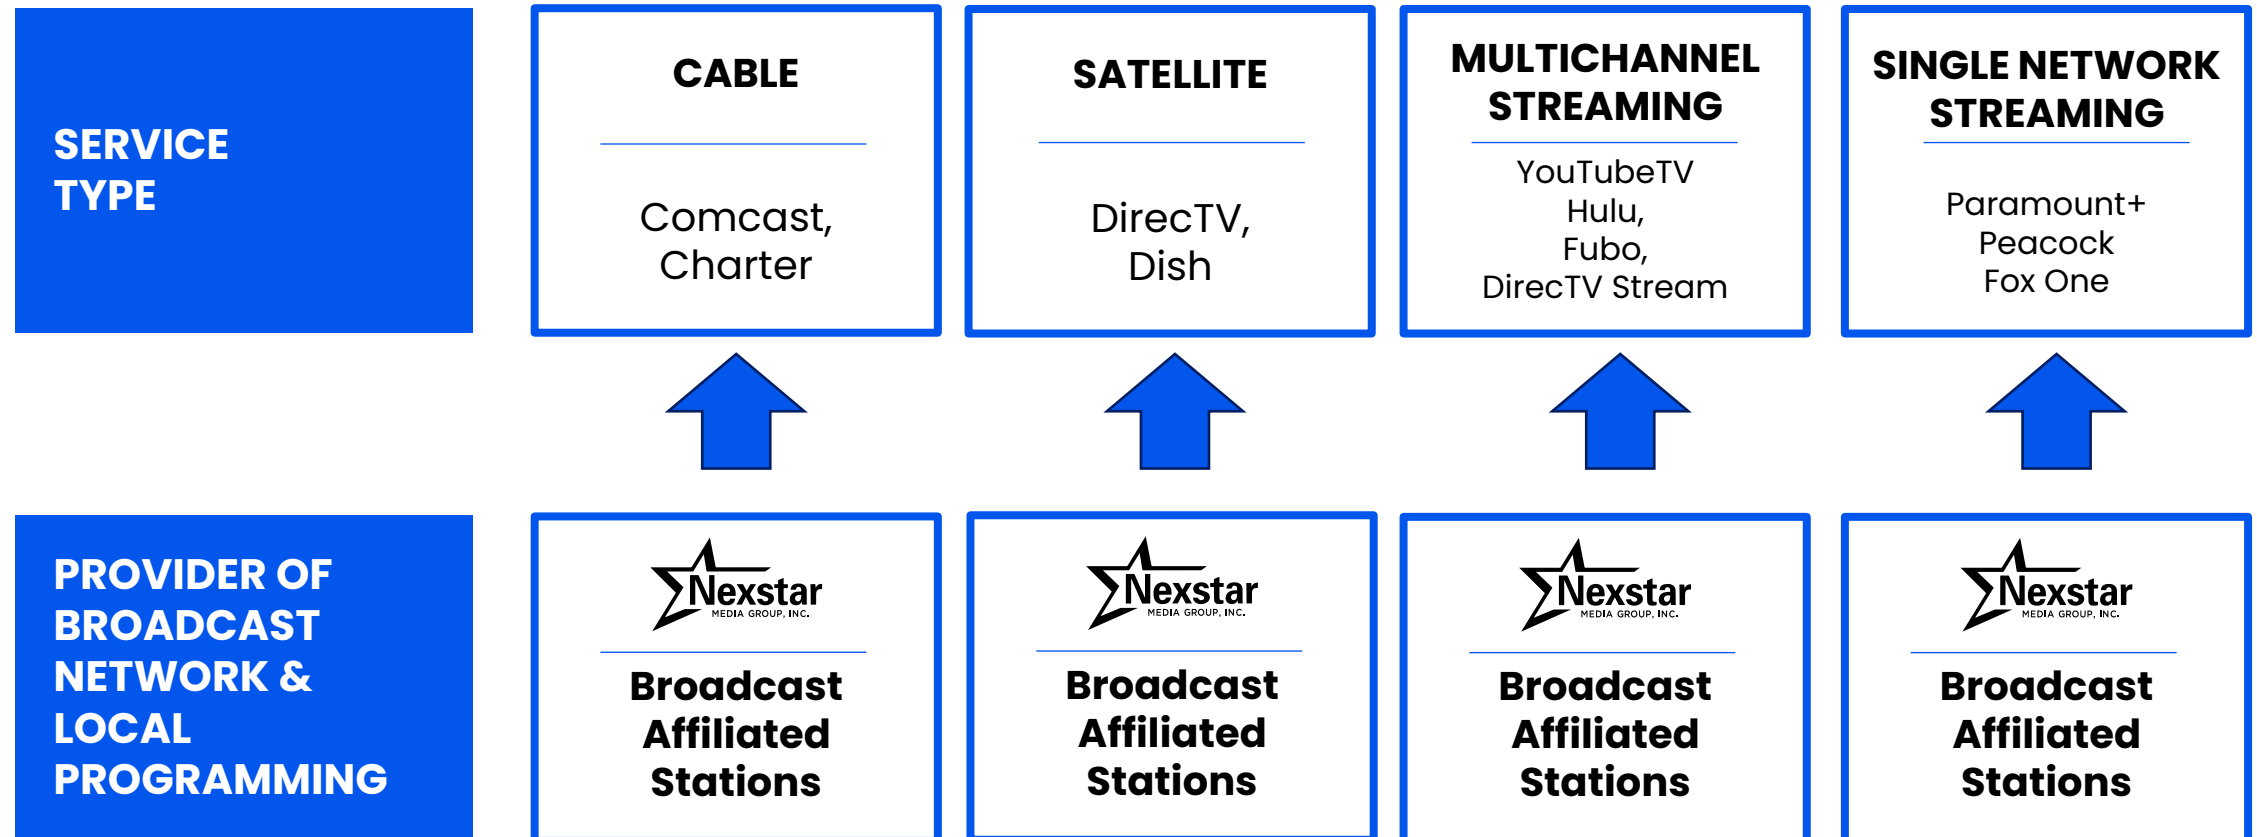 SERVICE
TYPE
CABLE
Comcast,
Charter
SATELLITE
DirecTV,
Dish
MULTICHANNEL
STREAMING
YouTubeTV
Hulu,
Fubo,
DirecTV Stream
SINGLE NETWORK
STREAMING
Paramount+
Peacock
Fox One
PROVIDER OF
BROADCAST
NETWORK &
LOCAL
PROGRAMMING
Nexstar
MEDIA GROUP, INC.
Broadcast
Affiliated
Stations
Nexstar
MEDIA GROUP, INC.
Broadcast
Affiliated
Stations
Nexstar
MEDIA GROUP, INC.
Broadcast
Affiliated
Stations
Nexstar
MEDIA GROUP, INC.
Broadcast
Affiliated
Stations